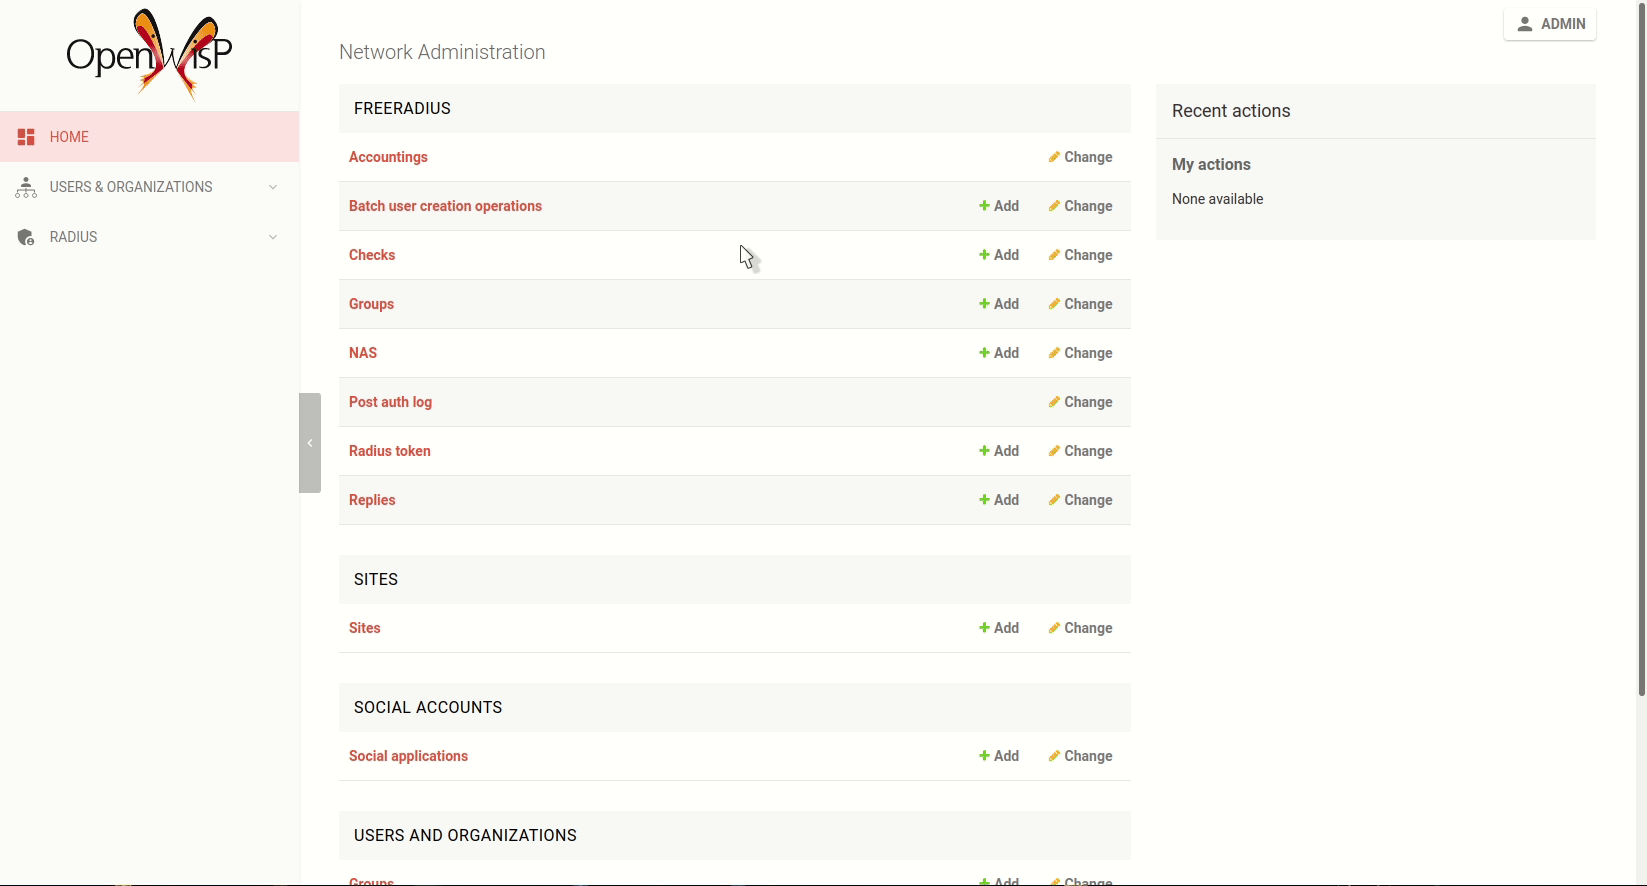 OpenWisP
ADMIN
HOME
USERS & ORGANIZATIONS
RADIUS
Network Administration
FREERADIUS
Accountings Change
Batch user creation operations Add Change
Checks Add Change
Groups Add Change
NAS Add Change
Post auth log Change
Radius token Add Change
Replies Add Change
SITES
Sites Add Change
SOCIAL ACCOUNTS
Social applications Add Change
USERS AND ORGANIZATIONS
Groups Add Change
Recent actions
My actions
None available